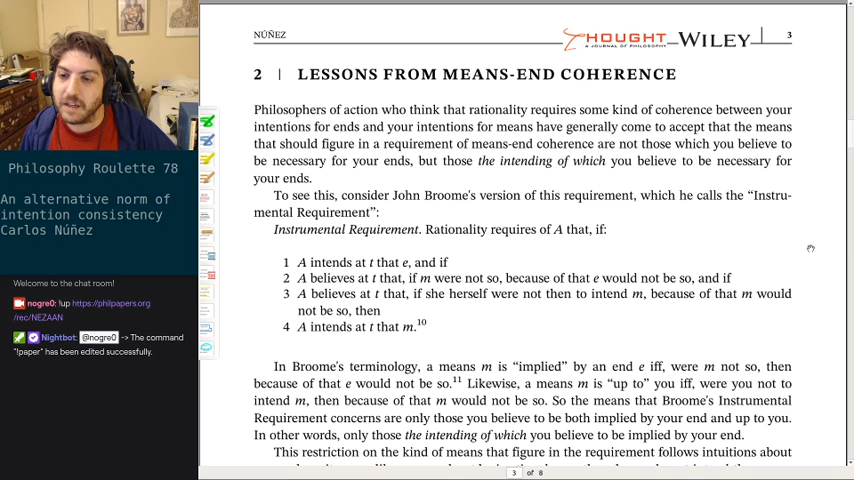 NÚÑEZ
THOUGHT
A JOURNAL OF PHILOSOPHY
WILEY
3
2 | LESSONS FROM MEANS-END COHERENCE
Philosophers of action who think that rationality requires some kind of coherence between your
intentions for ends and your intentions for means have generally come to accept that the means
that should figure in a requirement of means-end coherence are not those which you believe to
be necessary for your ends, but those the intending of which you believe to be necessary for
your ends.
To see this, consider John Broome's version of this requirement, which he calls the “Instru-
mental Requirement”:
Instrumental Requirement. Rationality requires of A that, if:
1 A intends at t that e, and if
2 A believes at t that, if m were not so, because of that e would not be so, and if
3 A believes at t that, if she herself were not then to intend m, because of that m would
not be so, then
4 A intends at t that m.10
In Broome's terminology, a means m is “implied” by an end e iff, were m not so, then
because of that e would not be so.11 Likewise, a means m is “up to” you iff, were you not to
intend m, then because of that m would not be so. So the means that Broome's Instrumental
Requirement concerns are only those you believe to be both implied by your end and up to you.
In other words, only those the intending of which you believe to be implied by your end.
This restriction on the kind of means that figure in the requirement follows intuitions about
3 of 8
Philosophy Roulette 78
An alternative norm of
intention consistency
Carlos Núñez
Welcome to the chat room!
nogre0: !up https://philpapers.org
/rec/NEZAAN
Nightbot: @nogre0 -> The command
"!paper" has been edited successfully.